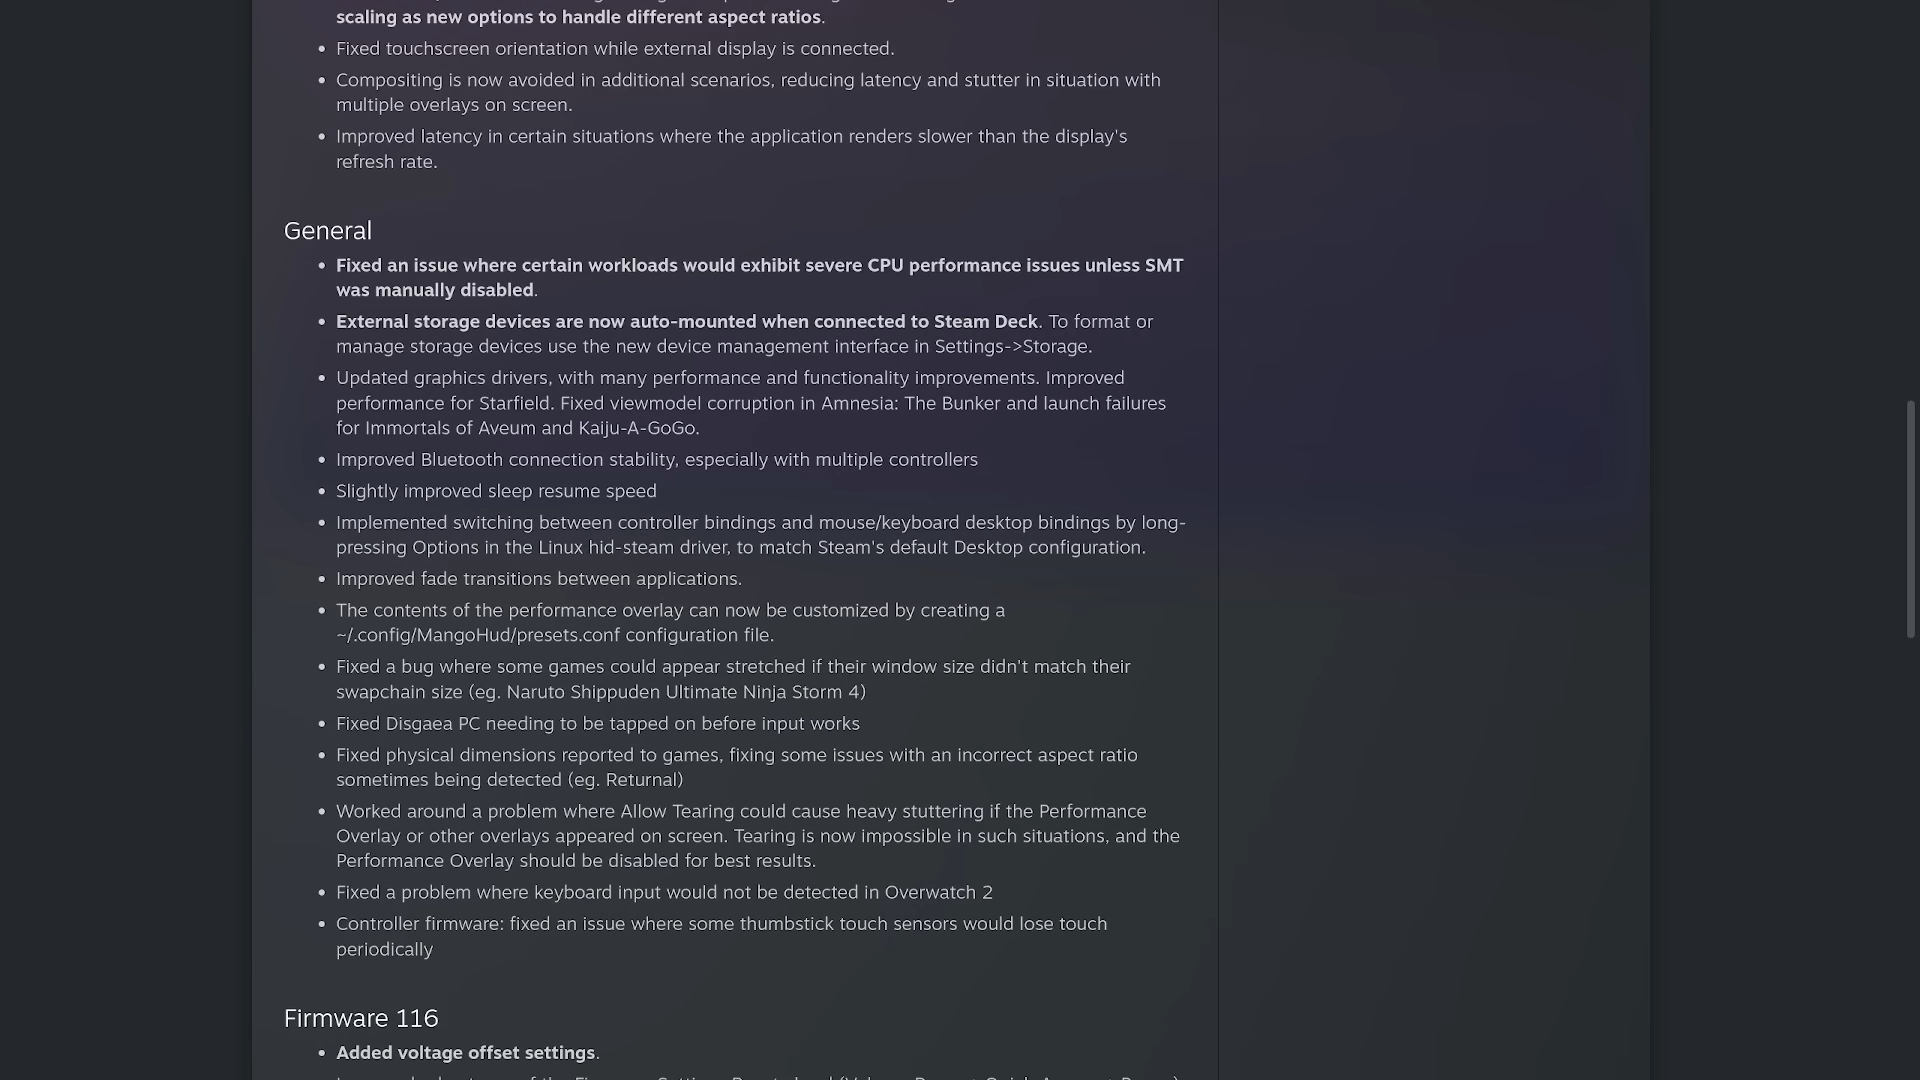 scaling as new options to handle different aspect ratios.
• Fixed touchscreen orientation while external display is connected.
• Compositing is now avoided in additional scenarios, reducing latency and stutter in situation with
multiple overlays on screen.
• Improved latency in certain situations where the application renders slower than the display's
refresh rate.
General
• Fixed an issue where certain workloads would exhibit severe CPU performance issues unless SMT
was manually disabled.
• External storage devices are now auto-mounted when connected to Steam Deck. To format or
manage storage devices use the new device management interface in Settings->Storage.
• Updated graphics drivers, with many performance and functionality improvements. Improved
performance for Starfield. Fixed viewmodel corruption in Amnesia: The Bunker and launch failures
for Immortals of Aveum and Kaiju-A-GoGo.
• Improved Bluetooth connection stability, especially with multiple controllers
• Slightly improved sleep resume speed
• Implemented switching between controller bindings and mouse/keyboard desktop bindings by long-
pressing Options in the Linux hid-steam driver, to match Steam's default Desktop configuration.
• Improved fade transitions between applications.
• The contents of the performance overlay can now be customized by creating a
~/.config/MangoHud/presets.conf configuration file.
• Fixed a bug where some games could appear stretched if their window size didn't match their
swapchain size (eg. Naruto Shippuden Ultimate Ninja Storm 4)
• Fixed Disgaea PC needing to be tapped on before input works
• Fixed physical dimensions reported to games, fixing some issues with an incorrect aspect ratio
sometimes being detected (eg. Returnal)
• Worked around a problem where Allow Tearing could cause heavy stuttering if the Performance
Overlay or other overlays appeared on screen. Tearing is now impossible in such situations, and the
Performance Overlay should be disabled for best results.
• Fixed a problem where keyboard input would not be detected in Overwatch 2
• Controller firmware: fixed an issue where some thumbstick touch sensors would lose touch
periodically
Firmware 116
• Added voltage offset settings.